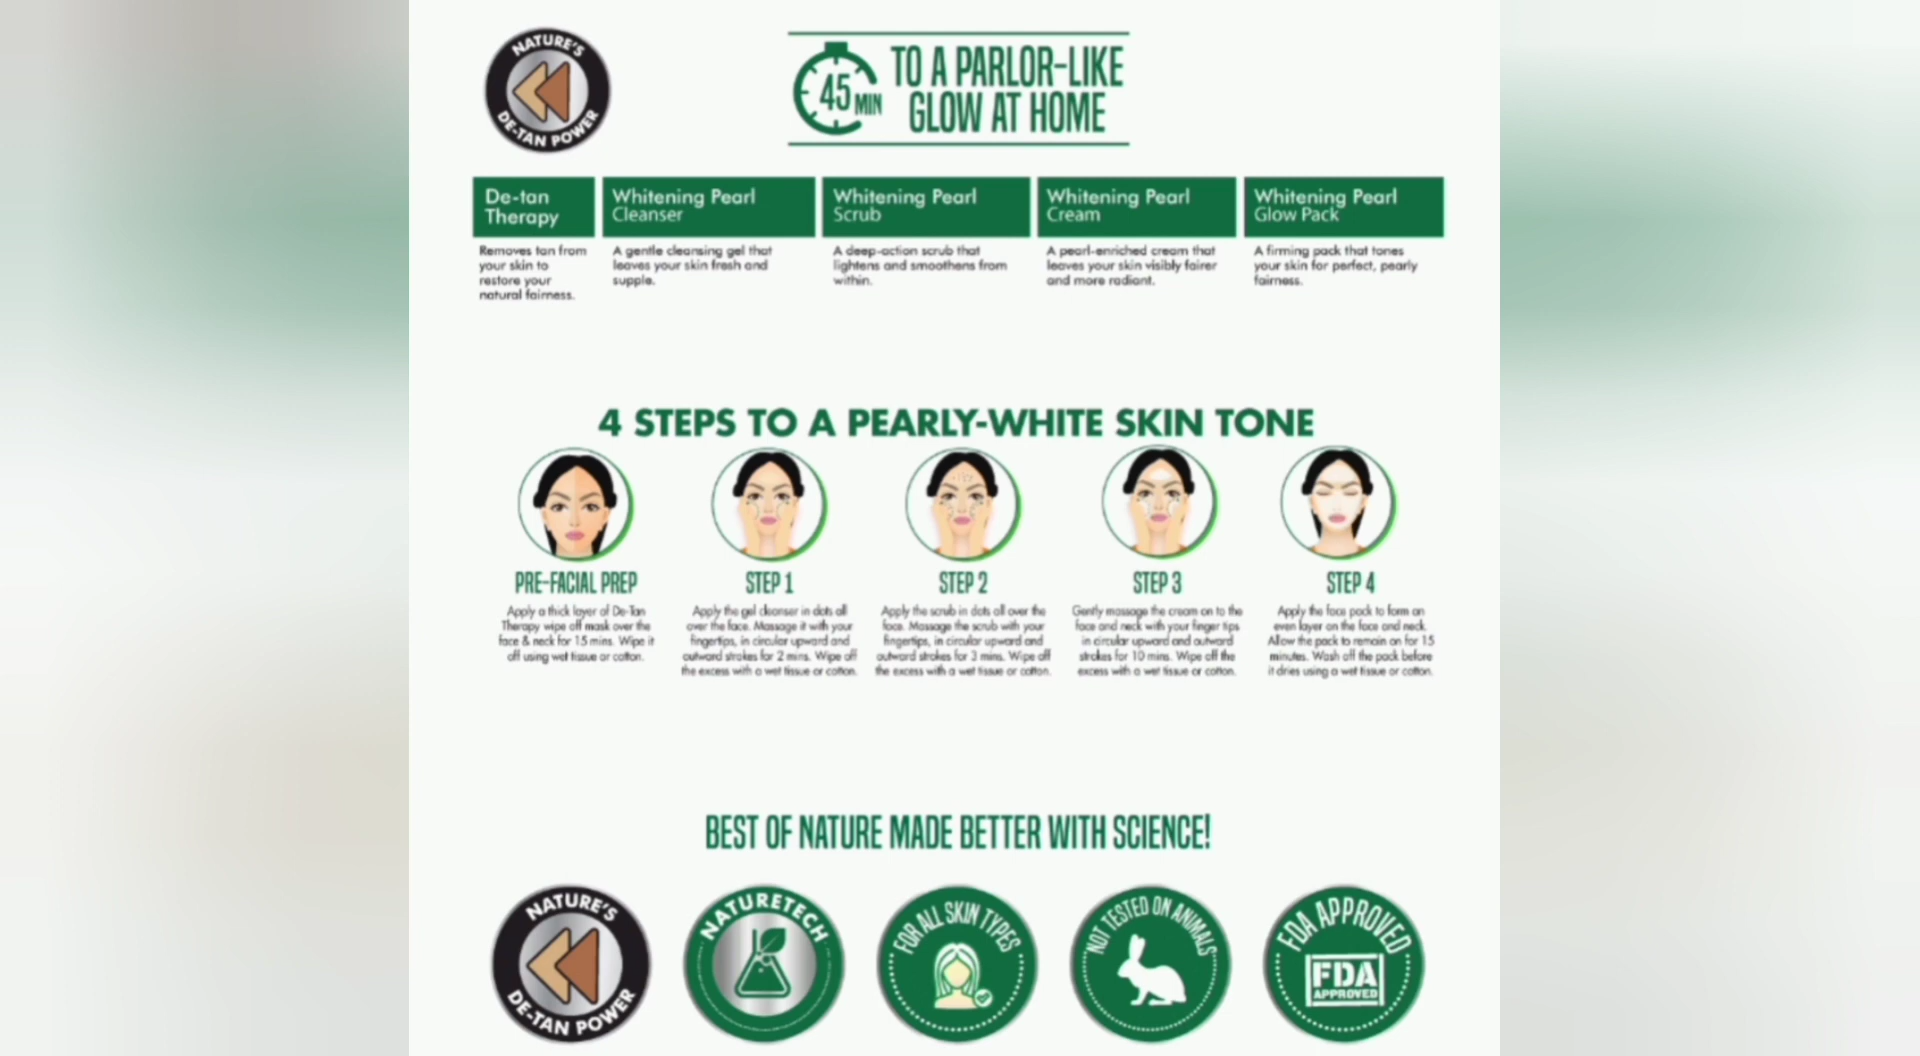 NATURE'S
DE-TAN POWER
45 MIN
TO A PARLOR-LIKE
GLOW AT HOME
De-tan
Therapy
Removes tan from
your skin to
restore your
natural fairness.
Whitening Pearl
Cleanser
A gentle cleansing gel that
leaves your skin fresh and
supple.
Whitening Pearl
Scrub
A deep-action scrub that
lightens and smoothens from
within.
Whitening Pearl
Cream
A pearl-enriched cream that
leaves your skin visibly fairer
and more radiant.
Whitening Pearl
Glow Pack
A firming pack that tones
your skin for perfect, pearly
fairness.
4 STEPS TO A PEARLY-WHITE SKIN TONE
PRE-FACIAL PREP
Apply a thick layer of De-Tan
Therapy wipe off mask over the
face & neck for 15 mins. Wipe it
off using wet tissue or cotton.
STEP 1
Apply the gel cleanser in dots all
over the face. Massage it with your
fingertips, in circular upward and
outward strokes for 2 mins. Wipe off
the excess with a wet tissue or cotton.
STEP 2
Apply the scrub in dots all over the
face. Massage the scrub with your
fingertips, in circular upward and
outward strokes for 3 mins. Wipe off
the excess with a wet tissue or cotton.
STEP 3
Gently massage the cream on to the
face and neck with your finger tips
in circular upward and outward
strokes for 10 mins. Wipe off the
excess with a wet tissue or cotton.
STEP 4
Apply the face pack to form an
even layer on the face and neck.
Allow the pack to remain on for 15
minutes. Wash off the pack before
it dries using a wet tissue or cotton.
BEST OF NATURE MADE BETTER WITH SCIENCE!
NATURE'S
DE-TAN POWER
NATURETECH
FOR ALL SKIN TYPES
NOT TESTED ON ANIMALS
FDA APPROVED
FDA
APPROVED